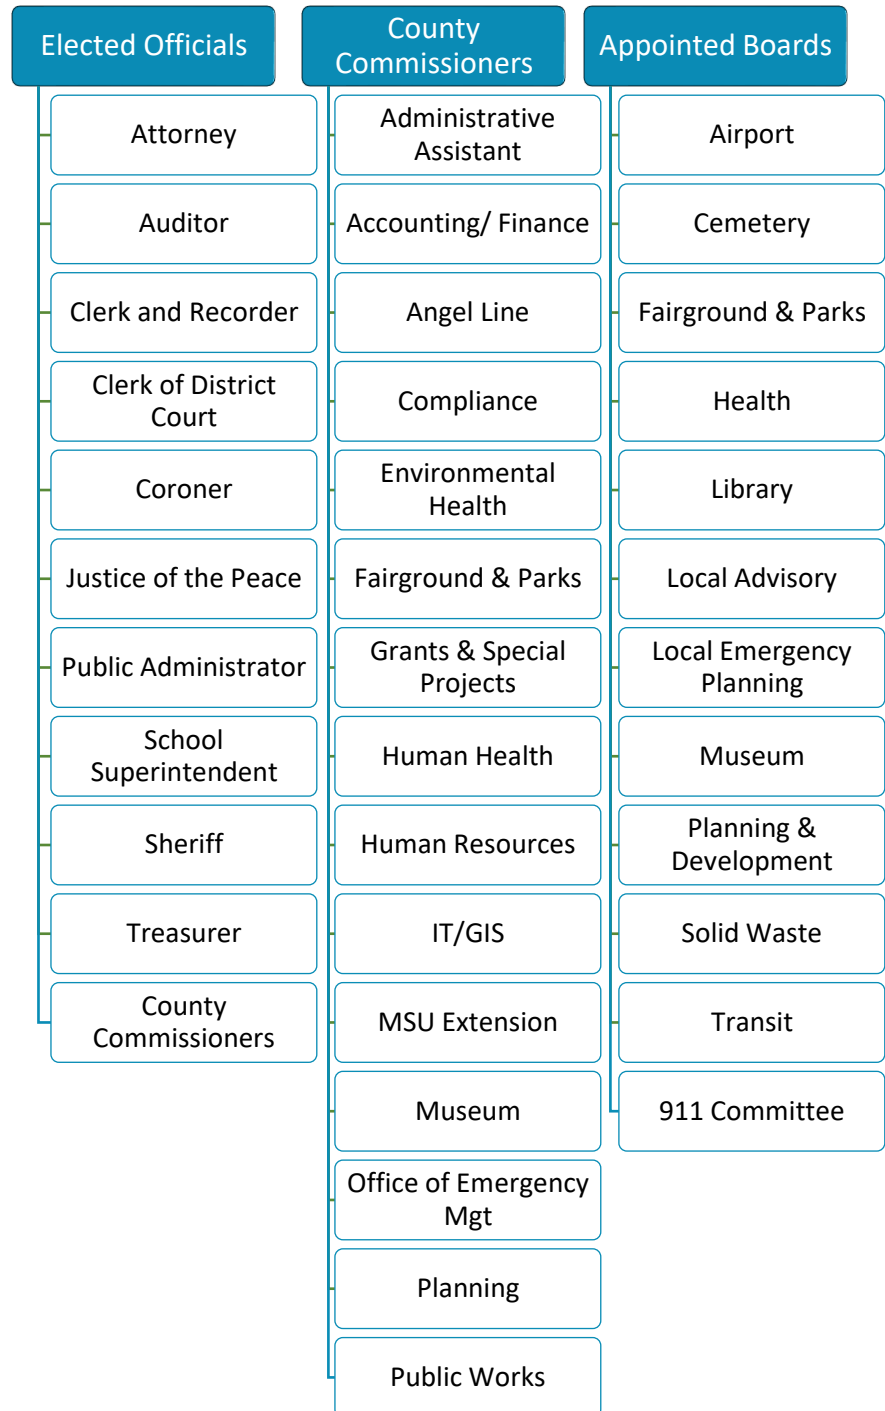 Elected Officials
Attorney
Auditor
Clerk and Recorder
Clerk of District
Court
Coroner
Justice of the Peace
Public Administrator
School
Superintendent
Sheriff
Treasurer
County
Commissioners
County
Commissioners
Administrative
Assistant
Accounting/ Finance
Angel Line
Compliance
Environmental
Health
Fairground & Parks
Grants & Special
Projects
Human Health
Human Resources
IT/GIS
MSU Extension
Museum
Office of Emergency
Mgt
Planning
Public Works
Appointed Boards
Airport
Cemetery
Fairground & Parks
Health
Library
Local Advisory
Local Emergency
Planning
Museum
Planning &
Development
Solid Waste
Transit
911 Committee